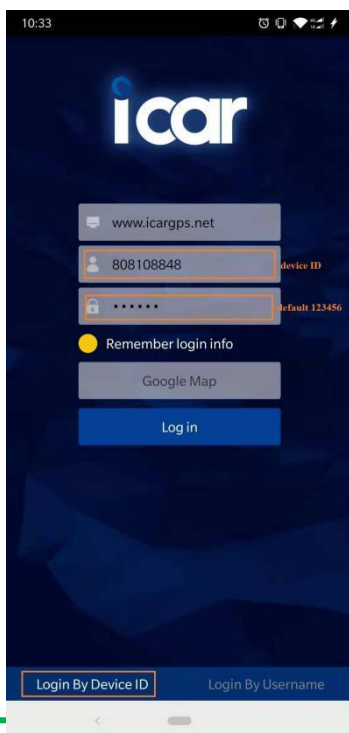 10:33
icar
www.icargps.net
808108848 device ID
•••••• default 123456
Remember login info
Google Map
Log in
Login By Device ID Login By Username